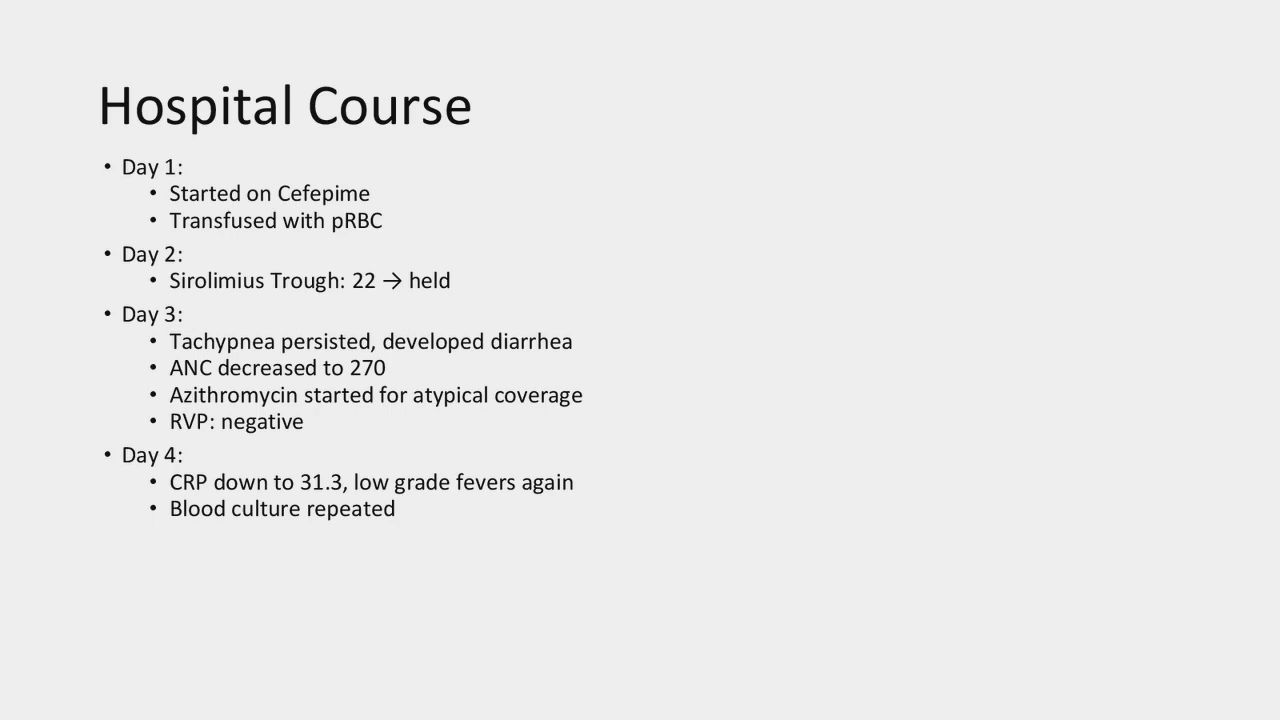 Hospital Course
• Day 1:
• Started on Cefepime
• Transfused with pRBC
• Day 2:
• Sirolimius Trough: 22 → held
• Day 3:
• Tachypnea persisted, developed diarrhea
• ANC decreased to 270
• Azithromycin started for atypical coverage
• RVP: negative
• Day 4:
• CRP down to 31.3, low grade fevers again
• Blood culture repeated